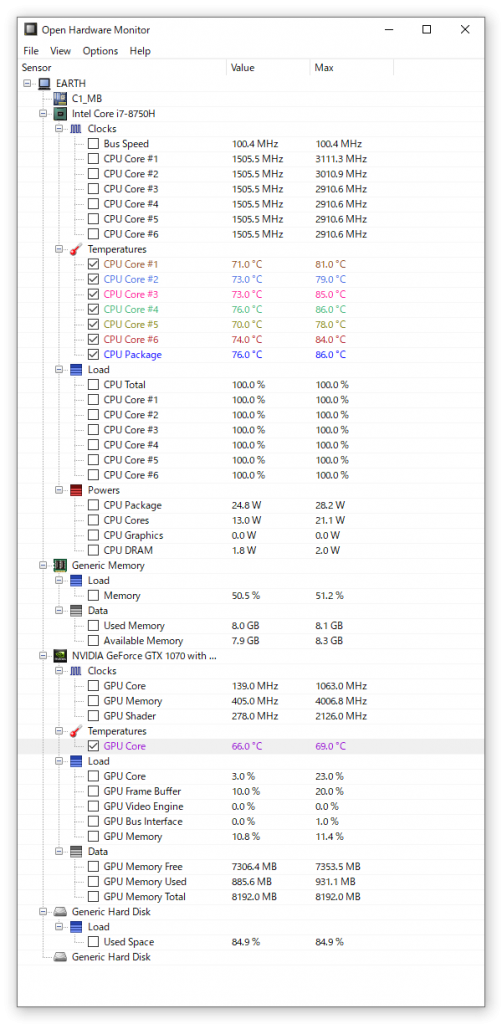 Open Hardware Monitor
File View Options Help
Sensor Value Max
EARTH
C1_MB
Intel Core i7-8750H
Clocks
Bus Speed 100.4 MHz 100.4 MHz
CPU Core #1 1505.5 MHz 3111.3 MHz
CPU Core #2 1505.5 MHz 3010.9 MHz
CPU Core #3 1505.5 MHz 2910.6 MHz
CPU Core #4 1505.5 MHz 2910.6 MHz
CPU Core #5 1505.5 MHz 2910.6 MHz
CPU Core #6 1505.5 MHz 2910.6 MHz
Temperatures
CPU Core #1 71.0 °C 81.0 °C
CPU Core #2 73.0 °C 79.0 °C
CPU Core #3 73.0 °C 85.0 °C
CPU Core #4 76.0 °C 86.0 °C
CPU Core #5 70.0 °C 78.0 °C
CPU Core #6 74.0 °C 84.0 °C
CPU Package 76.0 °C 86.0 °C
Load
CPU Total 100.0 % 100.0 %
CPU Core #1 100.0 % 100.0 %
CPU Core #2 100.0 % 100.0 %
CPU Core #3 100.0 % 100.0 %
CPU Core #4 100.0 % 100.0 %
CPU Core #5 100.0 % 100.0 %
CPU Core #6 100.0 % 100.0 %
Powers
CPU Package 24.8 W 28.2 W
CPU Cores 13.0 W 21.1 W
CPU Graphics 0.0 W 0.0 W
CPU DRAM 1.8 W 2.0 W
Generic Memory
Load
Memory 50.5 % 51.2 %
Data
Used Memory 8.0 GB 8.1 GB
Available Memory 7.9 GB 8.3 GB
NVIDIA GeForce GTX 1070 with ...
Clocks
GPU Core 139.0 MHz 1063.0 MHz
GPU Memory 405.0 MHz 4006.8 MHz
GPU Shader 278.0 MHz 2126.0 MHz
Temperatures
GPU Core 66.0 °C 69.0 °C
Load
GPU Core 3.0 % 23.0 %
GPU Frame Buffer 10.0 % 20.0 %
GPU Video Engine 0.0 % 0.0 %
GPU Bus Interface 0.0 % 1.0 %
GPU Memory 10.8 % 11.4 %
Data
GPU Memory Free 7306.4 MB 7353.5 MB
GPU Memory Used 885.6 MB 931.1 MB
GPU Memory Total 8192.0 MB 8192.0 MB
Generic Hard Disk
Load
Used Space 84.9 % 84.9 %
Generic Hard Disk